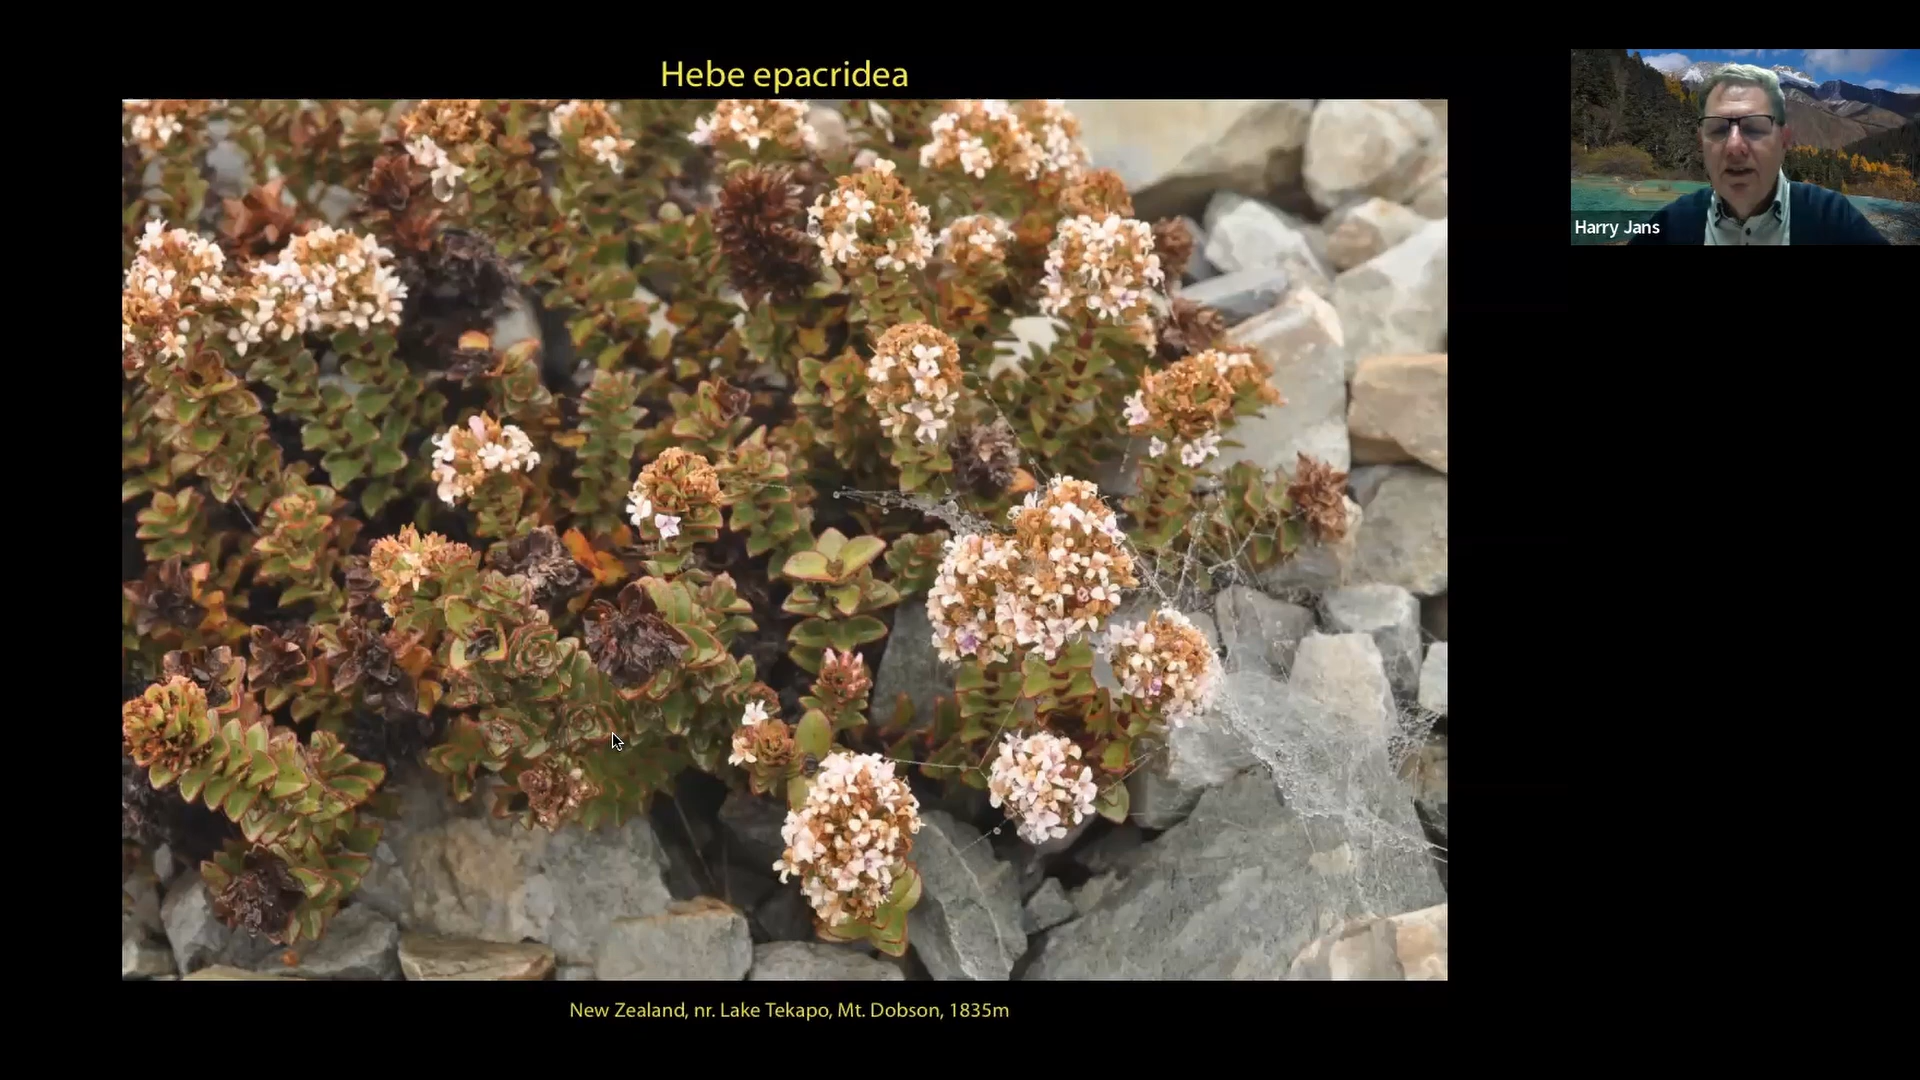 Hebe epacridea
Harry Jans
New Zealand, nr. Lake Tekapo, Mt. Dobson, 1835m